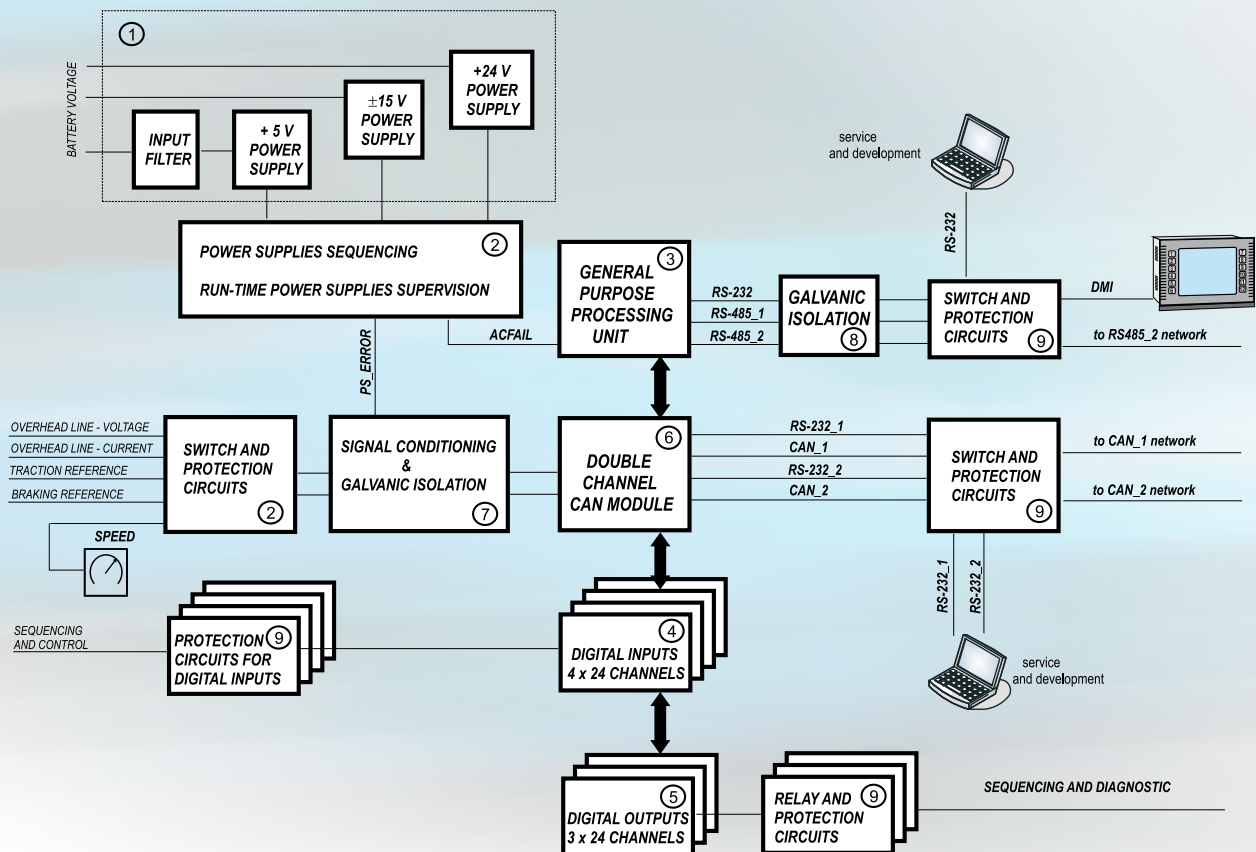 1
BATTERY VOLTAGE
INPUT
FILTER
+ 5 V
POWER
SUPPLY
±15 V
POWER
SUPPLY
+24 V
POWER
SUPPLY
POWER SUPPLIES SEQUENCING
2
RUN-TIME POWER SUPPLIES SUPERVISION
PS_ERROR
ACFAIL
3
GENERAL
PURPOSE
PROCESSING
UNIT
RS-232
RS-485_1
RS-485_2
GALVANIC
ISOLATION
8
service
and development
RS-232
SWITCH AND
PROTECTION
CIRCUITS
9
DMI
to RS485_2 network
OVERHEAD LINE - VOLTAGE
OVERHEAD LINE - CURRENT
TRACTION REFERENCE
BRAKING REFERENCE
SPEED
SWITCH AND
PROTECTION
CIRCUITS
2
SIGNAL CONDITIONING
&
GALVANIC ISOLATION
7
6
DOUBLE
CHANNEL
CAN MODULE
RS-232_1
CAN_1
RS-232_2
CAN_2
SWITCH AND
PROTECTION
CIRCUITS
9
to CAN_1 network
to CAN_2 network
RS-232_1
RS-232_2
service
and development
SEQUENCING
AND CONTROL
PROTECTION
CIRCUITS FOR
DIGITAL INPUTS
9
4
DIGITAL INPUTS
4 x 24 CHANNELS
5
DIGITAL OUTPUTS
3 x 24 CHANNELS
RELAY AND
PROTECTION
CIRCUITS
9
SEQUENCING AND DIAGNOSTIC